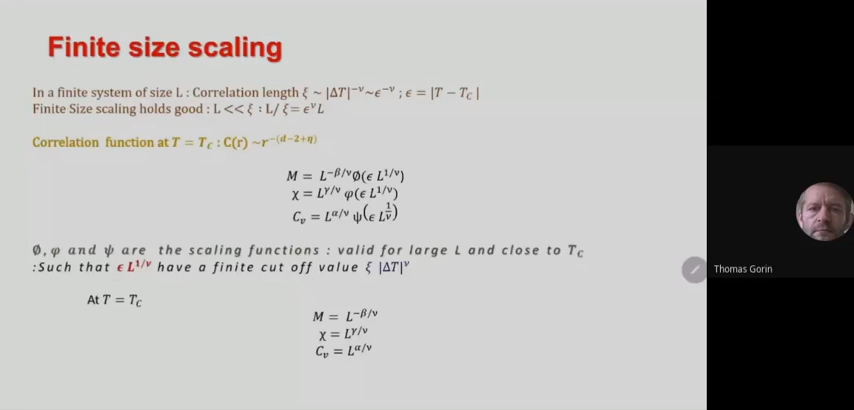 Finite size scaling
In a finite system of size L : Correlation length ξ ~ |ΔT|⁻ᵛ~ϵ⁻ᵛ ; ϵ = |T − T_C |
Finite Size scaling holds good : L << ξ : L/ ξ= ϵᵛL
Correlation function at T = T_C : C(r) ~r^−(d−2+η)
M = L^−β/ν Ø(ϵ L^1/ν)
χ = L^γ/ν φ(ϵ L^1/ν)
C_v = L^α/ν ψ(ϵ L^1/ν)
Ø, φ and ψ are the scaling functions : valid for large L and close to T_C
:Such that ϵ L^1/ν have a finite cut off value ξ |ΔT|^ν
At T = T_C
M = L^−β/ν
χ = L^γ/ν
C_v = L^α/ν
Thomas Gorin